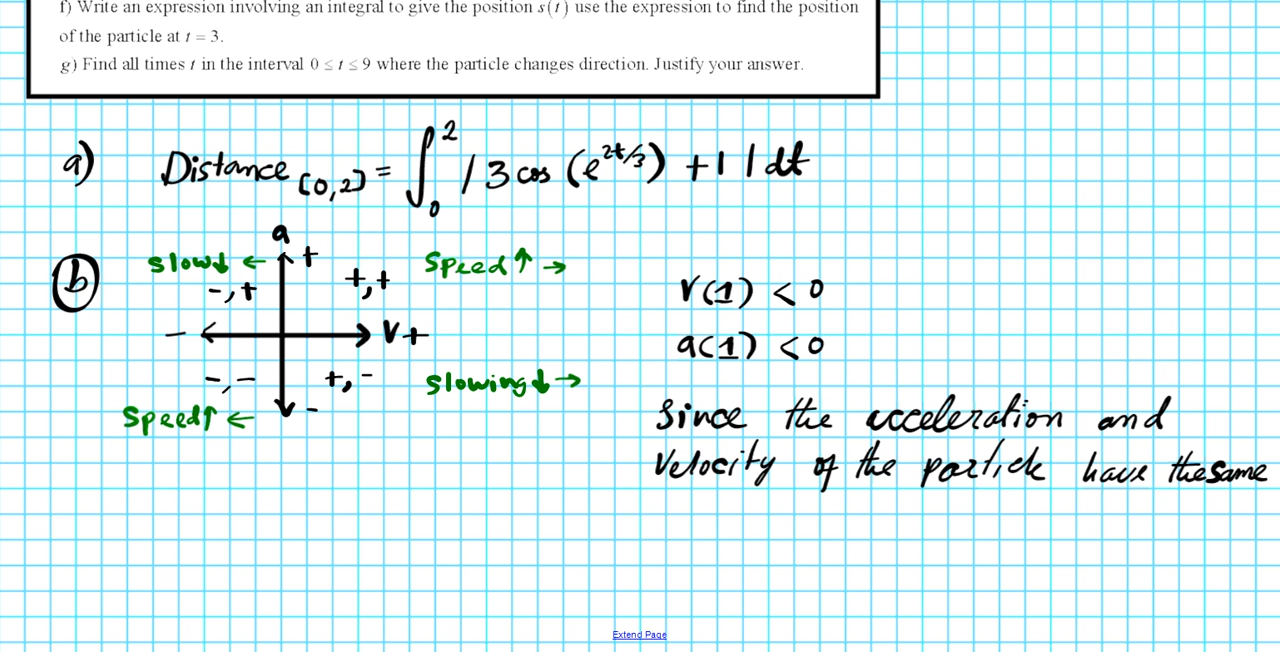 f) Write an expression involving an integral to give the position s(t) use the expression to find the position
of the particle at t = 3.
g) Find all times t in the interval 0 ≤ t ≤ 9 where the particle changes direction. Justify your answer.
a) Distance [0,2] = ∫₀² |3 cos (e^(2t/3)) + 1| dt
b)
a
+
slow↓ ←
-,+
+,+
Speed↑ →
-
V +
-,-
+,-
Speed↑ ←
-
Slowing↓ →
V(1) < 0
a(1) < 0
Since the acceleration and
Velocity of the particle have the same
Extend Page